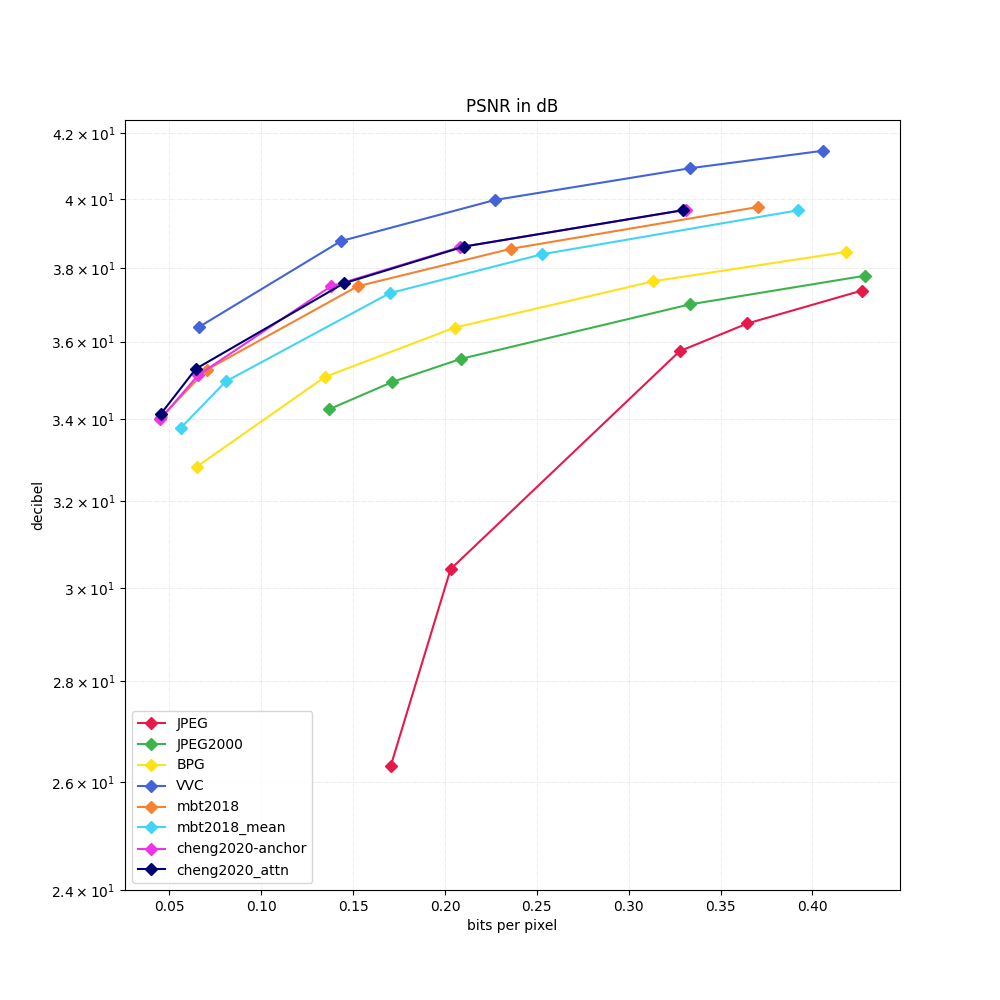 PSNR in dB
4.2 × 10¹
4 × 10¹
3.8 × 10¹
3.6 × 10¹
3.4 × 10¹
3.2 × 10¹
3 × 10¹
2.8 × 10¹
2.6 × 10¹
2.4 × 10¹
decibel
JPEG
JPEG2000
BPG
VVC
mbt2018
mbt2018_mean
cheng2020-anchor
cheng2020_attn
0.05 0.10 0.15 0.20 0.25 0.30 0.35 0.40
bits per pixel